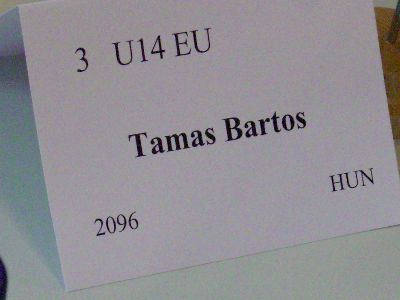 3 U14 EU
Tamas Bartos
2096 HUN